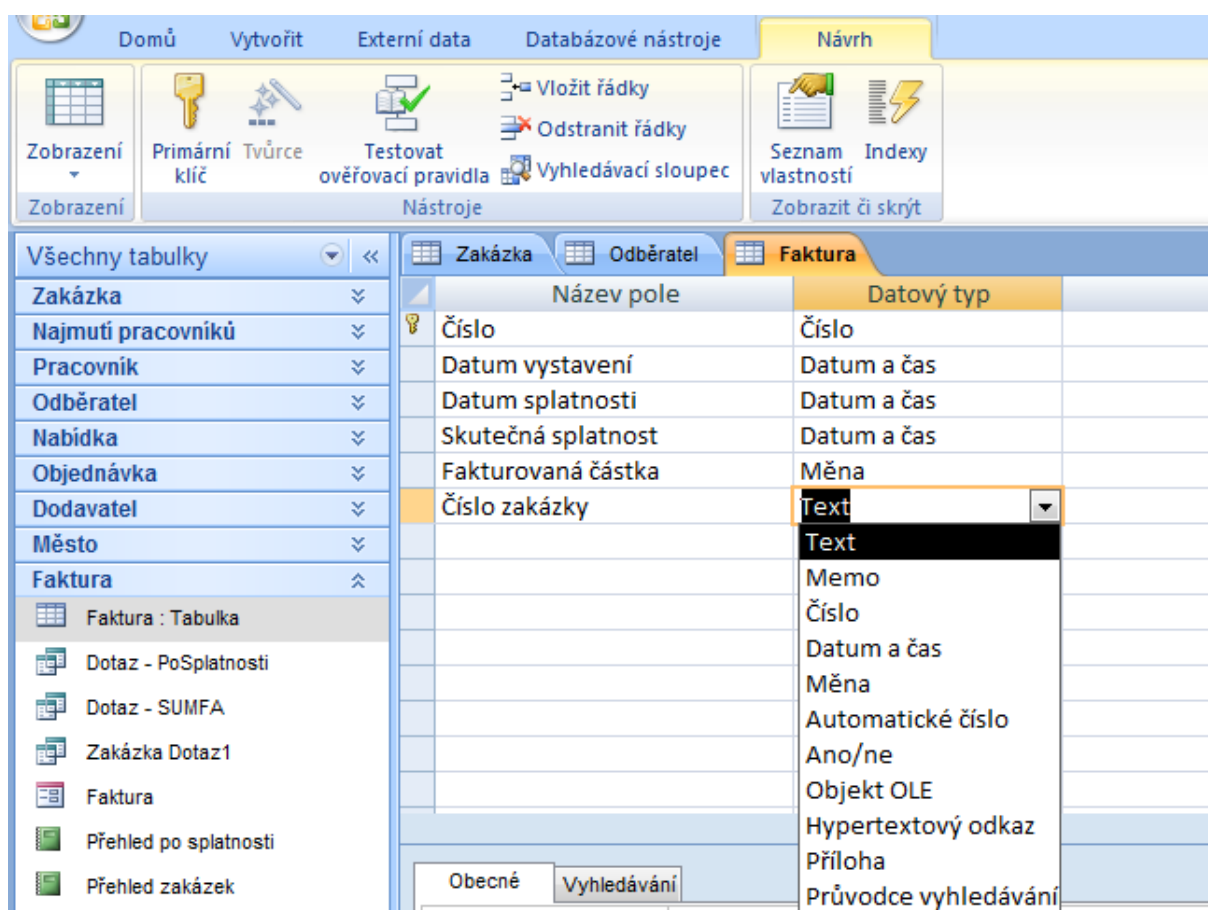 Domů Vytvořit Externí data Databázové nástroje Návrh
Zobrazení
Primární klíč
Tvůrce
Testovat ověřovací pravidla
Vložit řádky
Odstranit řádky
Vyhledávací sloupec
Seznam vlastností
Indexy
Zobrazení Nástroje Zobrazit či skrýt
Všechny tabulky
Zakázka
Najmutí pracovníků
Pracovník
Odběratel
Nabídka
Objednávka
Dodavatel
Město
Faktura
Faktura : Tabulka
Dotaz - PoSplatnosti
Dotaz - SUMFA
Zakázka Dotaz1
Faktura
Přehled po splatnosti
Přehled zakázek
Zakázka Odběratel Faktura
Název pole Datový typ
Číslo Číslo
Datum vystavení Datum a čas
Datum splatnosti Datum a čas
Skutečná splatnost Datum a čas
Fakturovaná částka Měna
Číslo zakázky Text
Text
Memo
Číslo
Datum a čas
Měna
Automatické číslo
Ano/ne
Objekt OLE
Hypertextový odkaz
Příloha
Průvodce vyhledávání
Obecné Vyhledávání